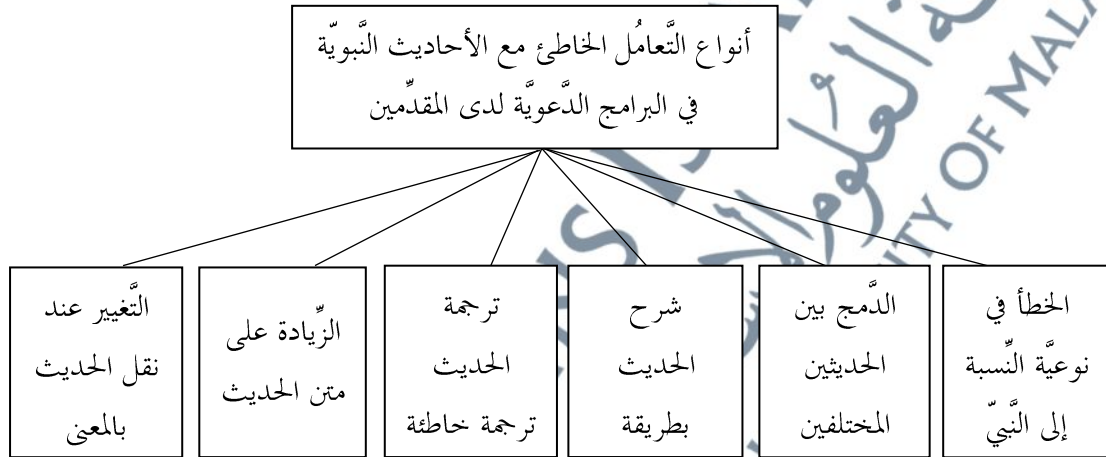 أنواع التَّعامُل الخاطئ مع الأحاديث النَّبويّة
في البرامج الدَّعويَّة لدى المقدِّمين
الخطأ في
نوعيَّة النِّسبة
إلى النَّبيّ
الدَّمج بين
الحديثين
المختلفين
شرح
الحديث
بطريقة
ترجمة
الحديث
ترجمة خاطئة
الزِّيادة على
متن الحديث
التَّغيير عند
نقل الحديث
بالمعنى
OF MALA